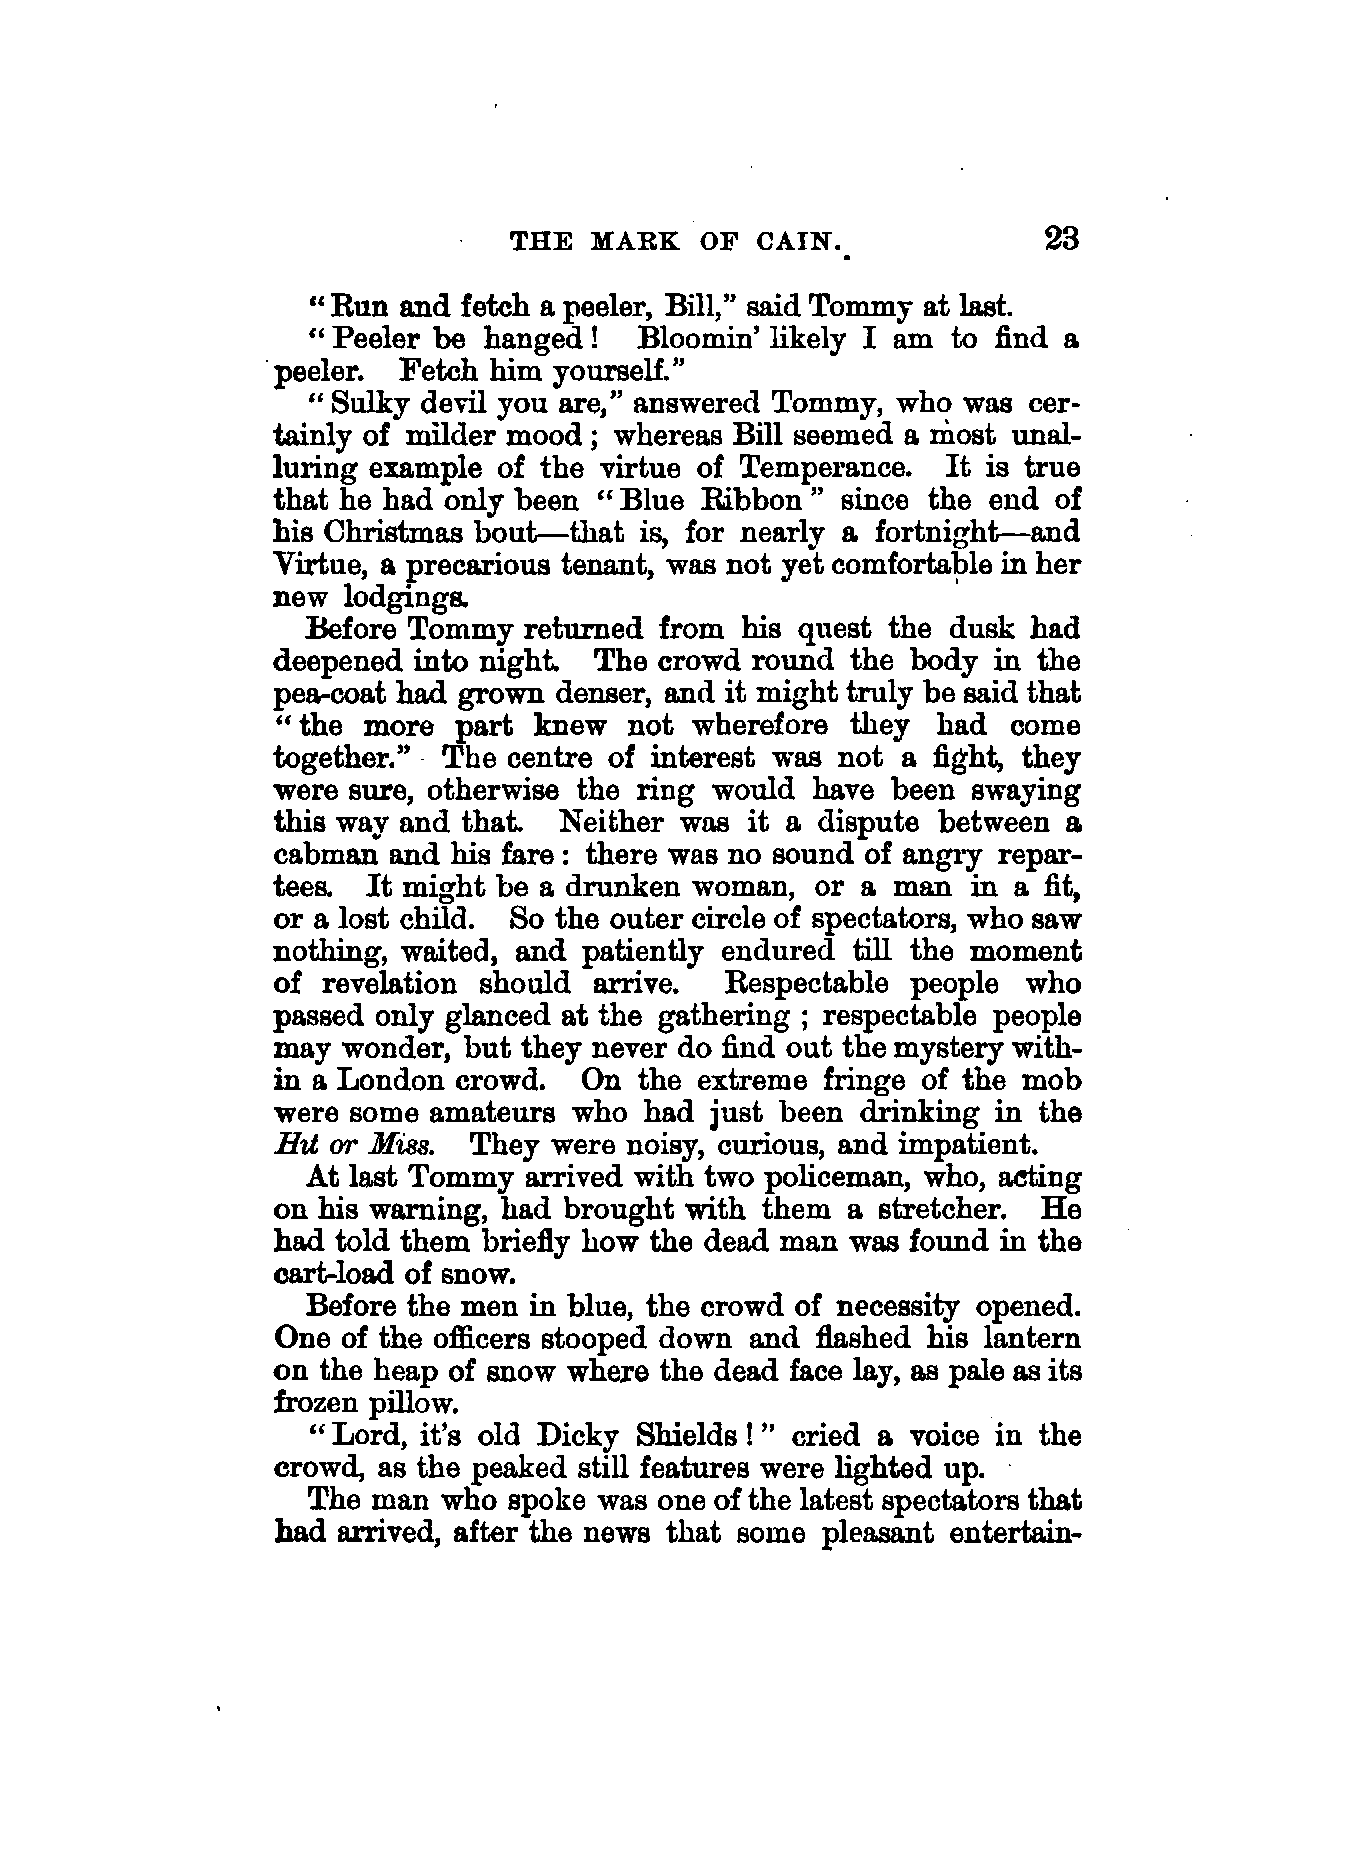 THE MARK OF CAIN. 23
“Run and fetch a peeler, Bill,” said Tommy at last.
“Peeler be hanged! Bloomin’ likely I am to find a
peeler. Fetch him yourself.”
“Sulky devil you are,” answered Tommy, who was cer-
tainly of milder mood; whereas Bill seemed a most unal-
luring example of the virtue of Temperance. It is true
that he had only been “Blue Ribbon” since the end of
his Christmas bout—that is, for nearly a fortnight—and
Virtue, a precarious tenant, was not yet comfortable in her
new lodgings.
Before Tommy returned from his quest the dusk had
deepened into night. The crowd round the body in the
pea-coat had grown denser, and it might truly be said that
“the more part knew not wherefore they had come
together.” The centre of interest was not a fight, they
were sure, otherwise the ring would have been swaying
this way and that. Neither was it a dispute between a
cabman and his fare: there was no sound of angry repar-
tees. It might be a drunken woman, or a man in a fit,
or a lost child. So the outer circle of spectators, who saw
nothing, waited, and patiently endured till the moment
of revelation should arrive. Respectable people who
passed only glanced at the gathering; respectable people
may wonder, but they never do find out the mystery with-
in a London crowd. On the extreme fringe of the mob
were some amateurs who had just been drinking in the
Hit or Miss. They were noisy, curious, and impatient.
At last Tommy arrived with two policeman, who, acting
on his warning, had brought with them a stretcher. He
had told them briefly how the dead man was found in the
cart-load of snow.
Before the men in blue, the crowd of necessity opened.
One of the officers stooped down and flashed his lantern
on the heap of snow where the dead face lay, as pale as its
frozen pillow.
“Lord, it’s old Dicky Shields!” cried a voice in the
crowd, as the peaked still features were lighted up.
The man who spoke was one of the latest spectators that
had arrived, after the news that some pleasant entertain-